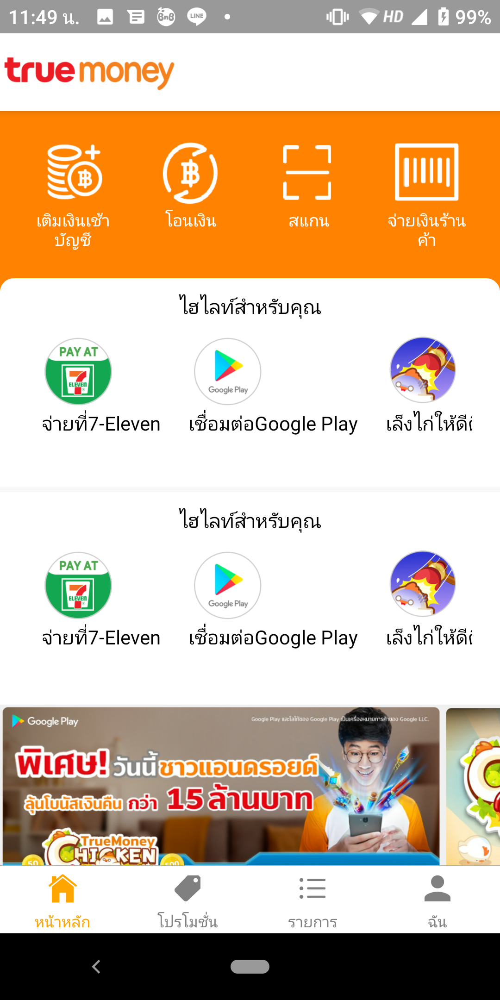 11:49 น.
BnB
LINE
HD
99%
truemoney
เติมเงินเช้า
บัญชี
โอนเงิน
สแกน
จ่ายเงินร้าน
ค้า
ไฮไลท์สำหรับคุณ
PAY AT
7
ELEVEN
Google Play
จ่ายที่7-Eleven
เชื่อมต่อGoogle Play
เล็งไก่ให้ดี
ไฮไลท์สำหรับคุณ
PAY AT
7
ELEVEN
Google Play
จ่ายที่7-Eleven
เชื่อมต่อGoogle Play
เล็งไก่ให้ดี
Google Play
Google Play และโลโก้ของ Google Play เป็นเครื่องหมายการค้าของ Google LLC.
พิเศษ! วันนี้ ชาวแอนดรอยด์
ลุ้นโบนัสเงินคืน กว่า 15 ล้านบาท
TrueMoney
CHICKEN
50
500
หน้าหลัก
โปรโมชั่น
รายการ
ฉัน